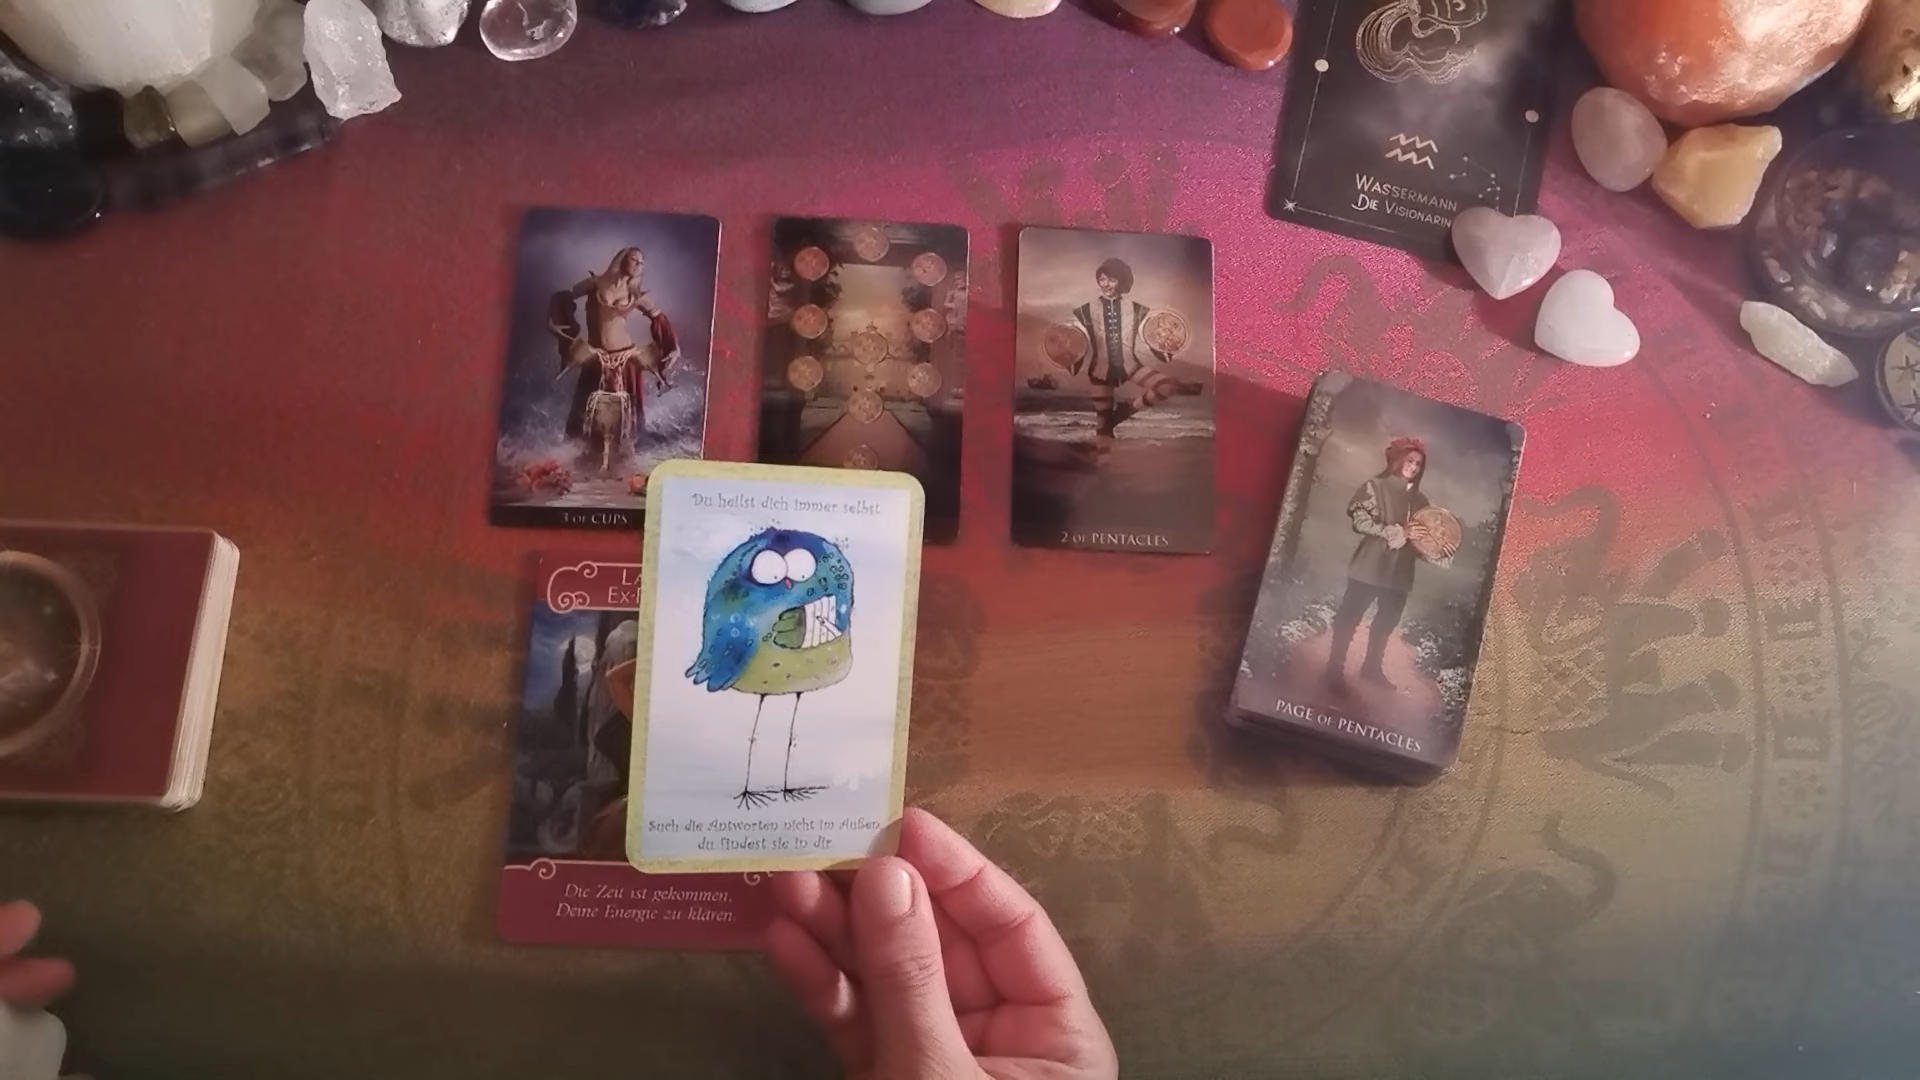 WASSERMANN
DIE VISIONARIN
3 OF CUPS
2 OF PENTACLES
Du heilst dich immer selbst
Such die Antworten nicht im Außen
du findest sie in dir
PAGE OF PENTACLES
Die Zeit ist gekommen,
Deine Energie zu klären.